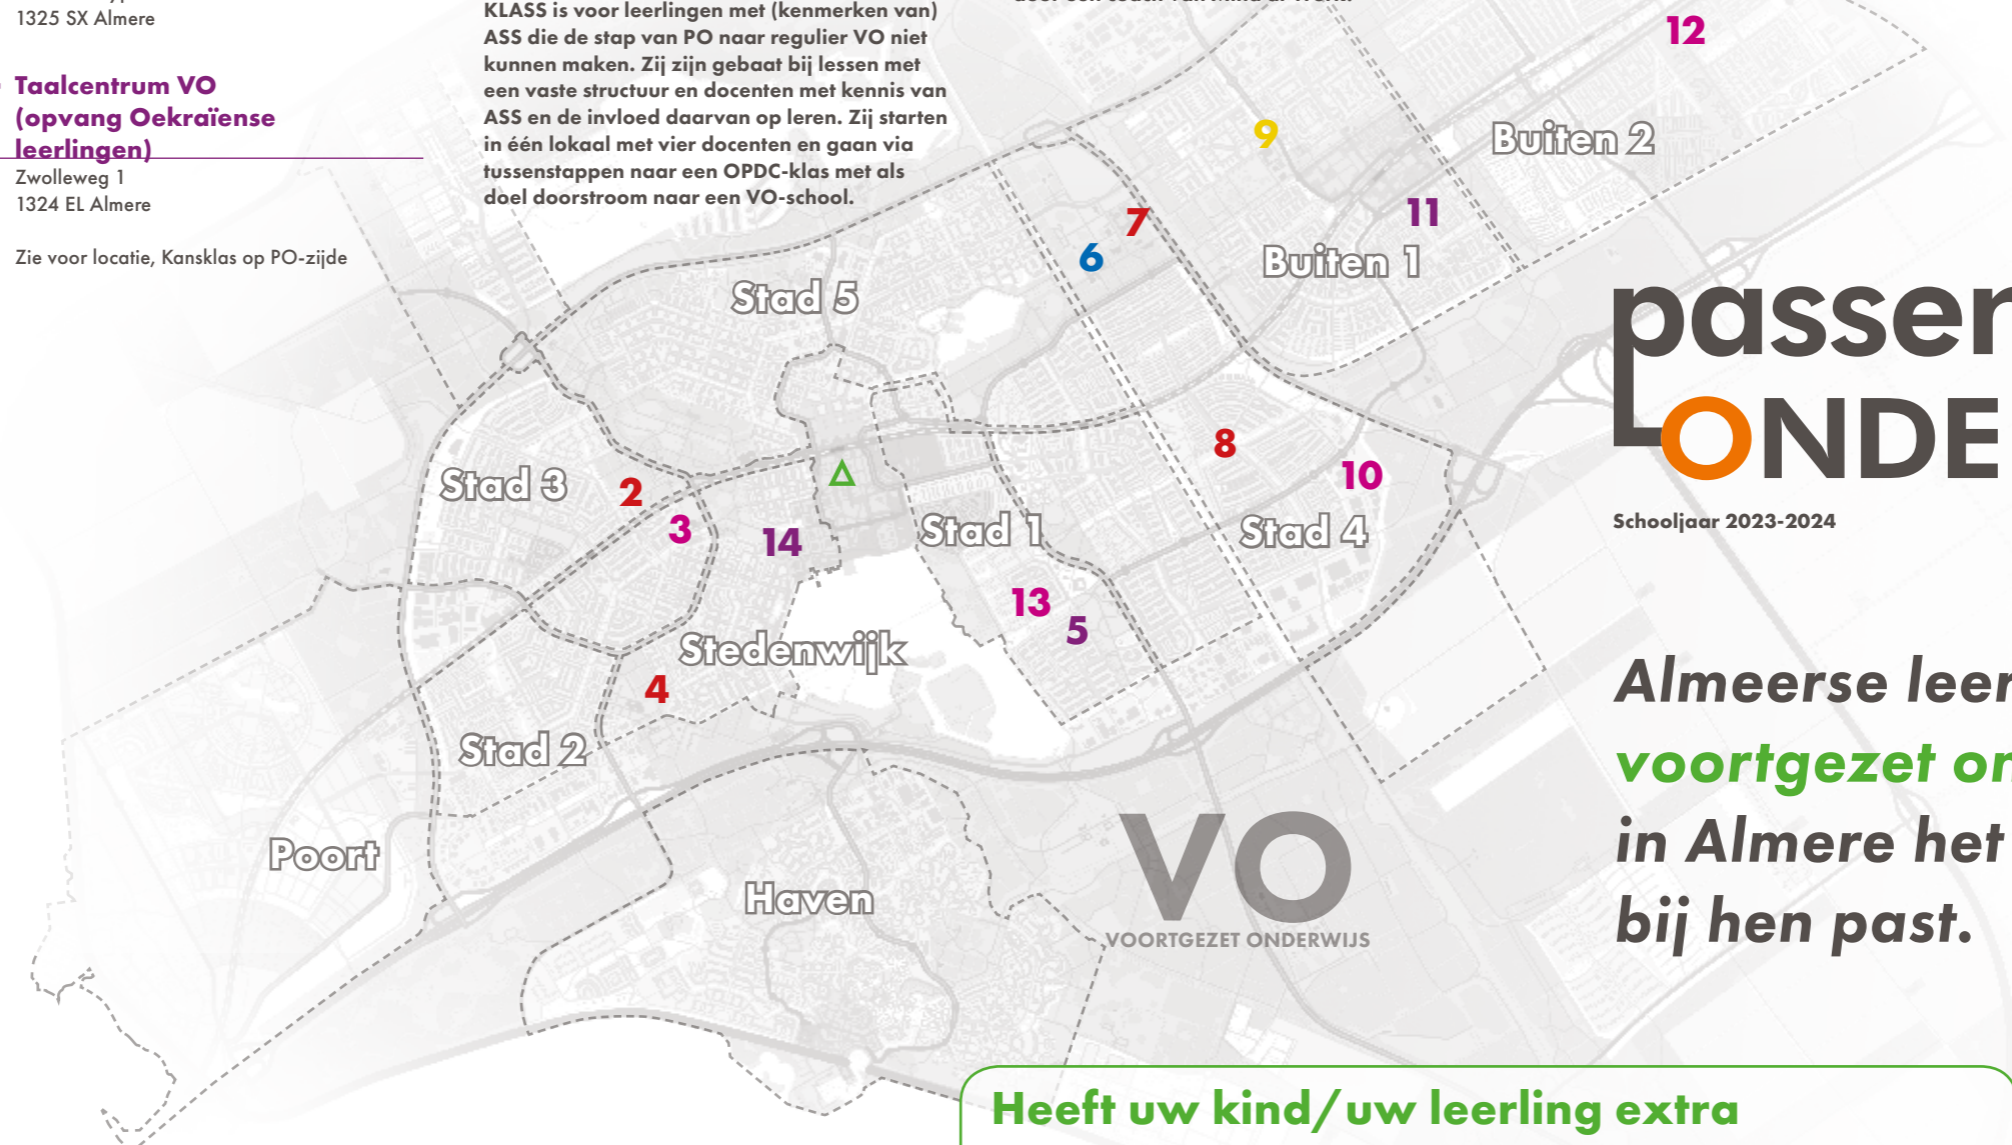 1325 SX Almere
Taalcentrum VO
(opvang Oekraïense
leerlingen)
Zwolleweg 1
1324 EL Almere
Zie voor locatie, Kansklas op PO-zijde
KLASS is voor leerlingen met (kenmerken van)
ASS die de stap van PO naar regulier VO niet
kunnen maken. Zij zijn gebaat bij lessen met
een vaste structuur en docenten met kennis van
ASS en de invloed daarvan op leren. Zij starten
in één lokaal met vier docenten en gaan via
tussenstappen naar een OPDC-klas met als
doel doorstroom naar een VO-school.
12
9
Buiten 2
11
7
6
Buiten 1
Stad 5
8
10
Stad 3
2
3
14
Stad 1
Stad 4
13
5
Stedenwijk
4
Stad 2
Poort
Haven
VO
VOORTGEZET ONDERWIJS
passen
ONDE
Schooljaar 2023-2024
Almeerse leer
voortgezet on
in Almere het
bij hen past.
Heeft uw kind/uw leerling extra